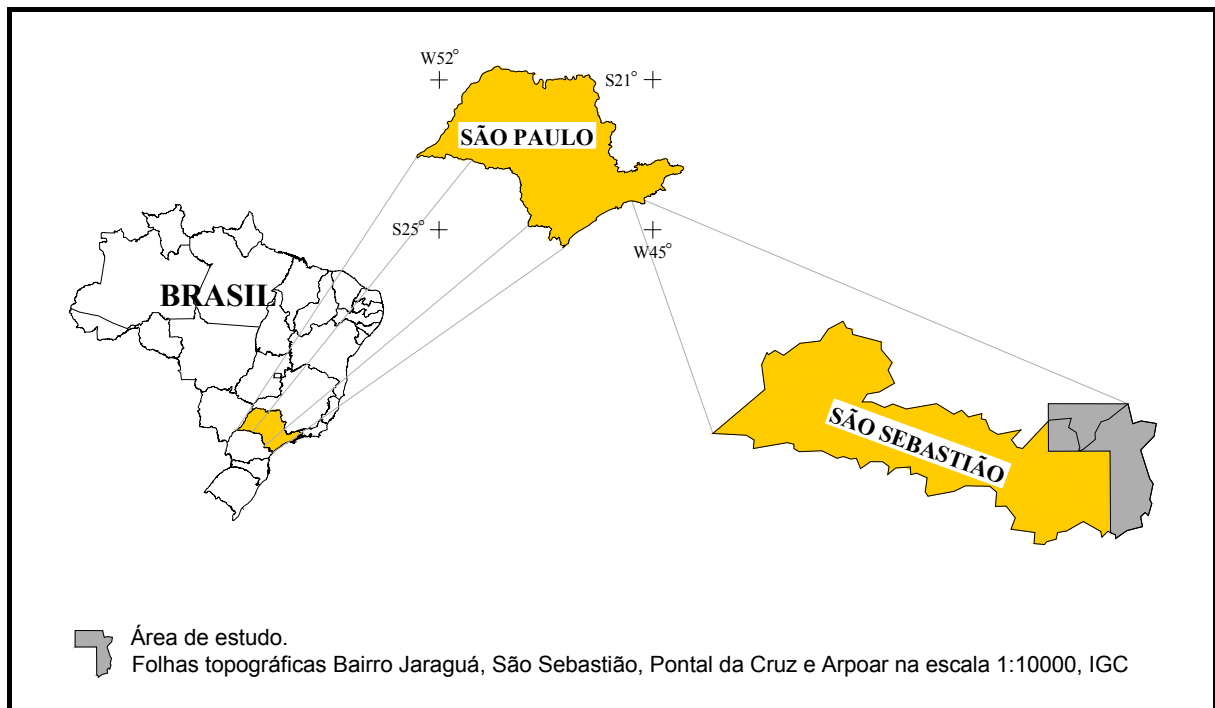 W52°
S21°
SÃO PAULO
S25°
W45°
BRASIL
SÃO SEBASTIÃO
Área de estudo.
Folhas topográficas Bairro Jaraguá, São Sebastião, Pontal da Cruz e Arpoar na escala 1:10000, IGC